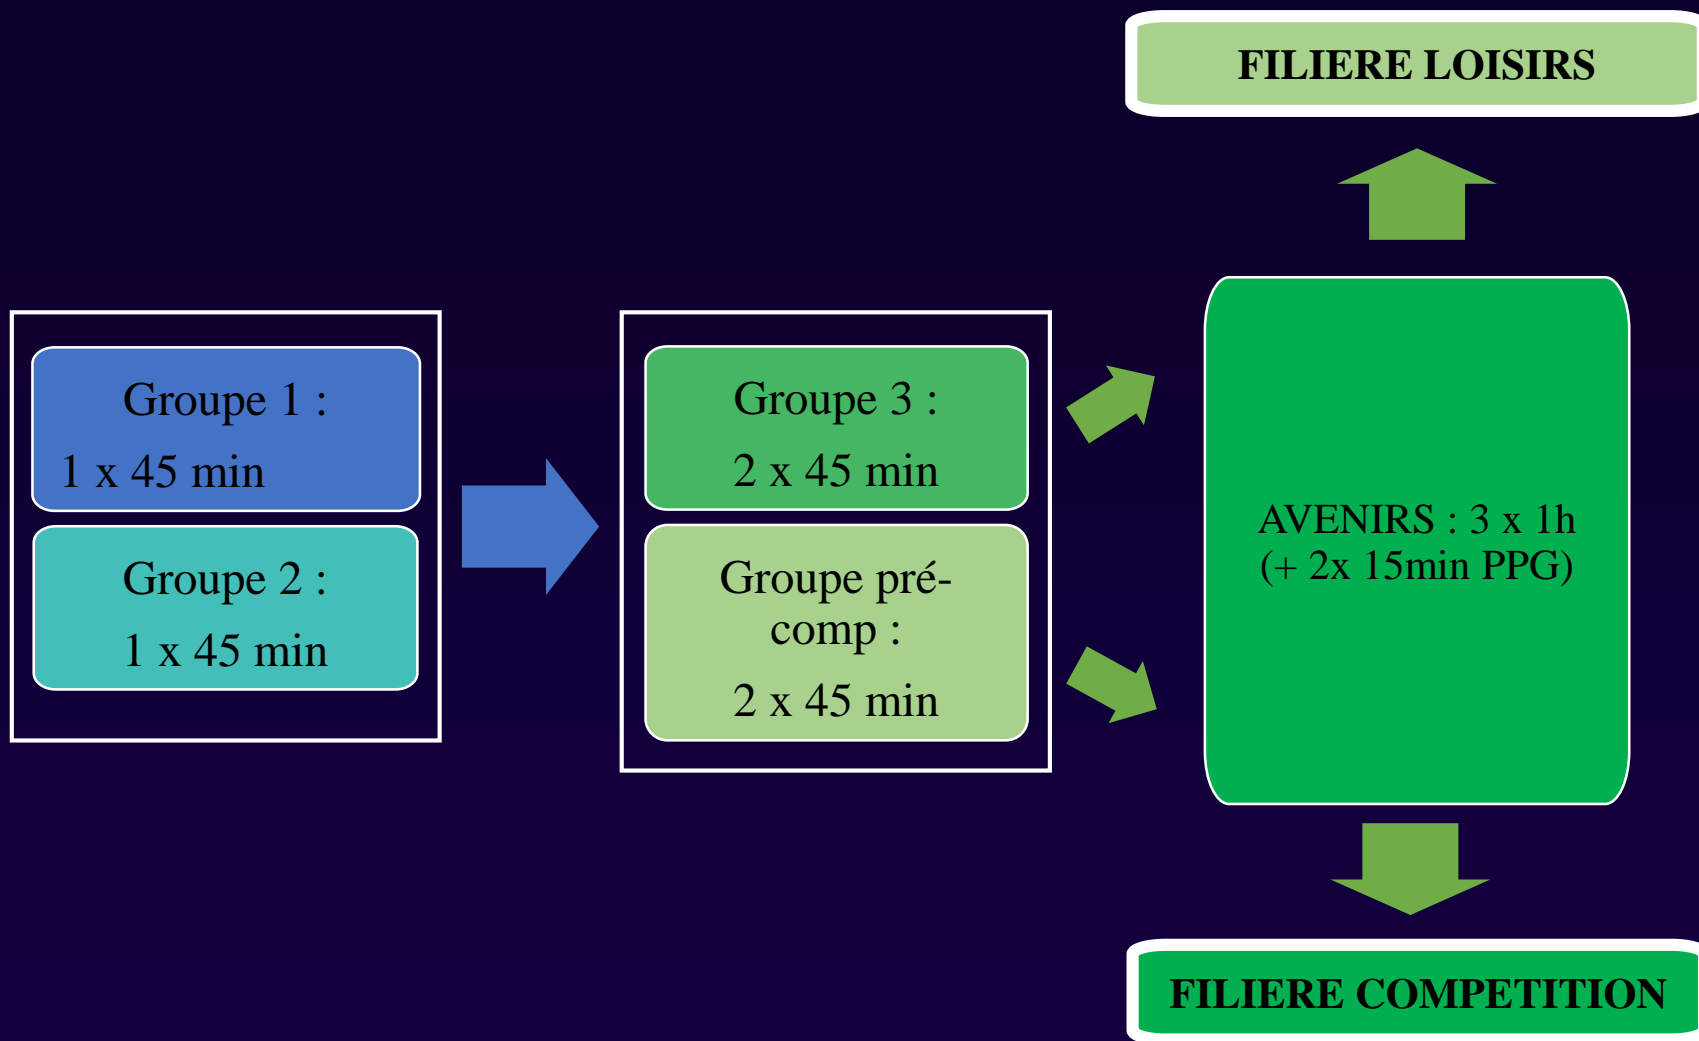 FILIERE LOISIRS
Groupe 1 :
1 x 45 min
Groupe 2 :
1 x 45 min
Groupe 3 :
2 x 45 min
Groupe pré-
comp :
2 x 45 min
AVENIRS : 3 x 1h
(+ 2x 15min PPG)
FILIERE COMPETITION